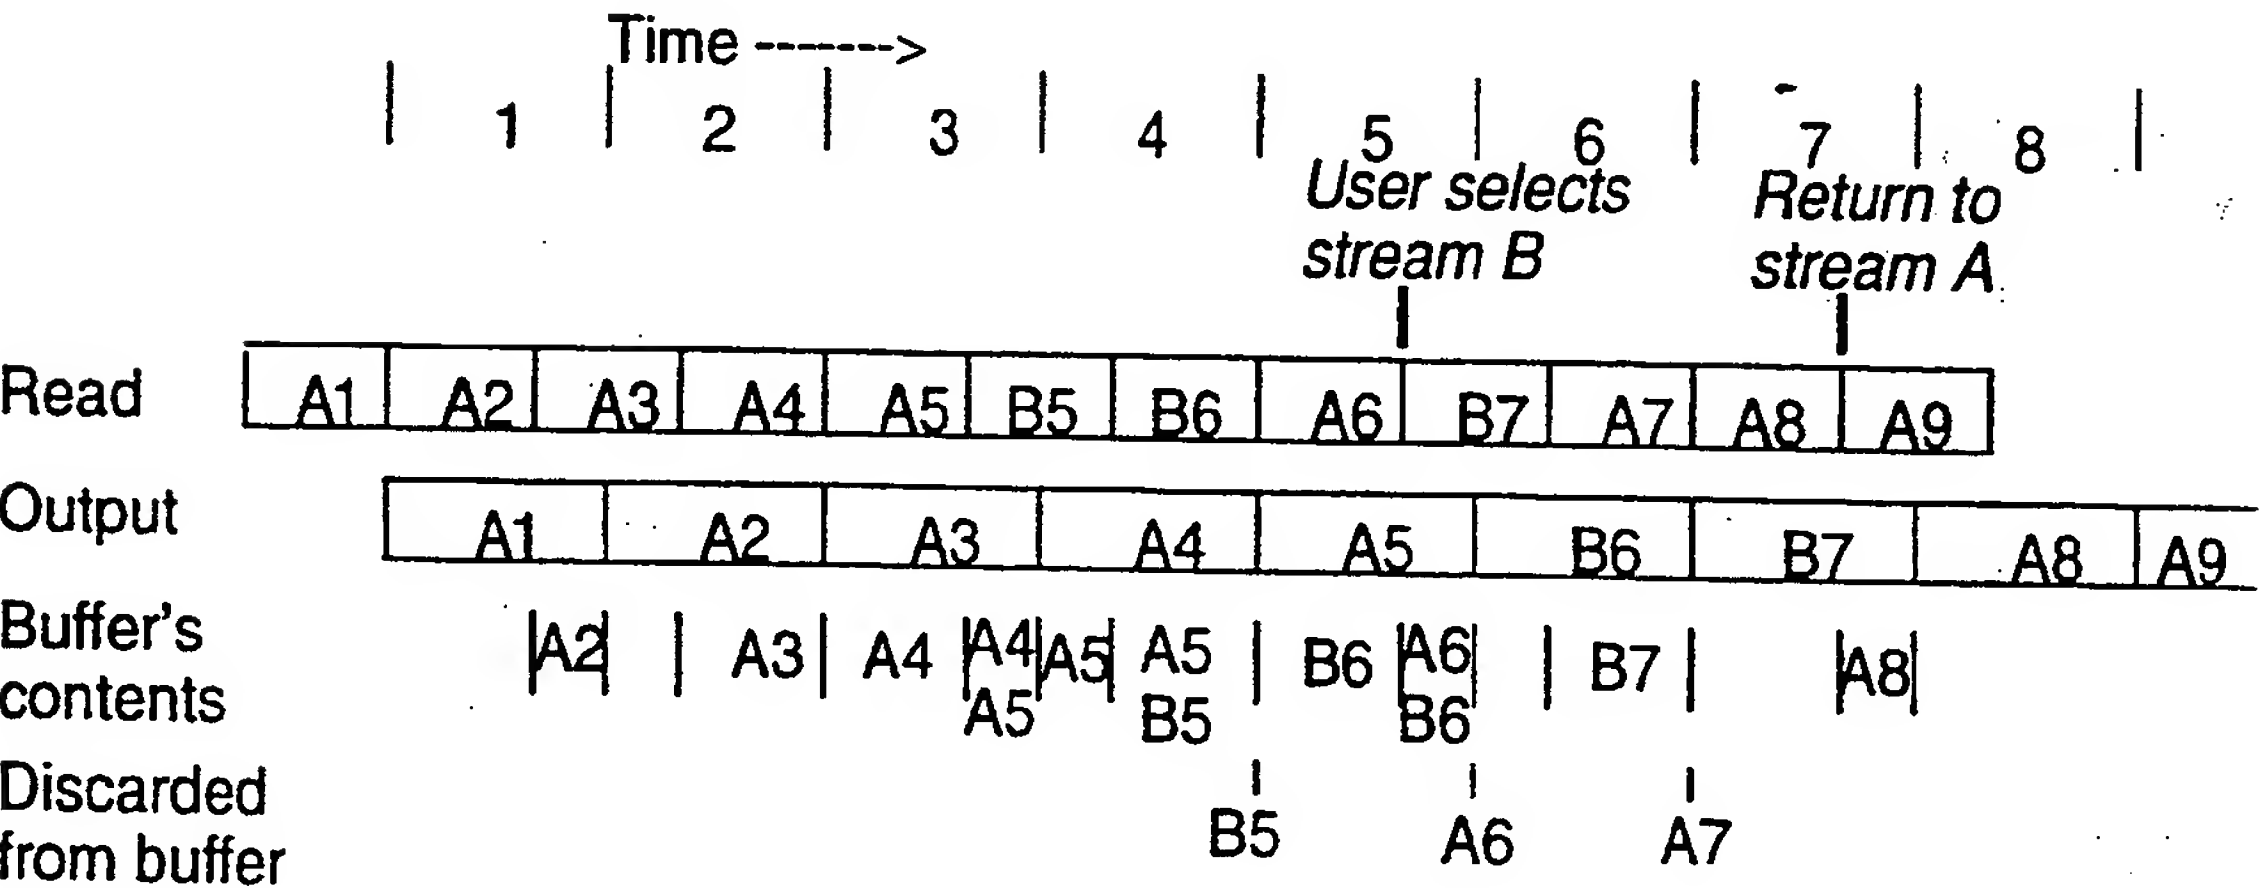 Time ------->
1 2 3 4 5 6 7 8
User selects
stream B
Return to
stream A
Read A1 A2 A3 A4 A5 B5 B6 A6 B7 A7 A8 A9
Output A1 A2 A3 A4 A5 B6 B7 A8 A9
Buffer's
contents
A2 A3 A4 A4 A5 A5 B6 A6 B7 A8
A5 B5 B6
Discarded
from buffer
B5 A6 A7